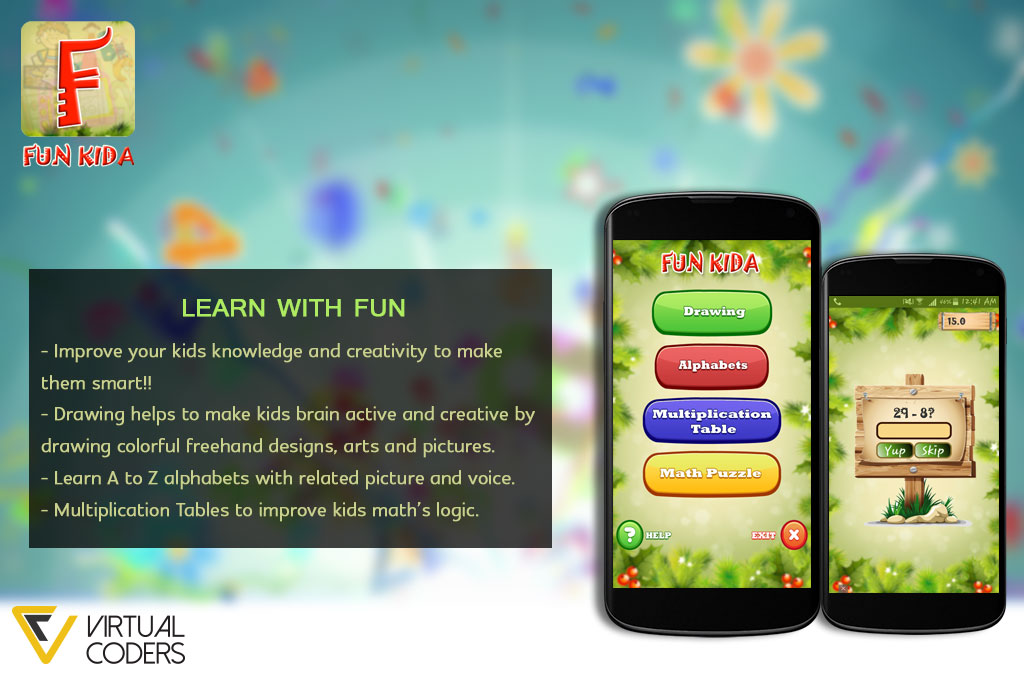 F
FUN KIDA
LEARN WITH FUN
- Improve your kids knowledge and creativity to make
them smart!!
- Drawing helps to make kids brain active and creative by
drawing colorful freehand designs, arts and pictures.
- Learn A to Z alphabets with related picture and voice.
- Multiplication Tables to improve kids math's logic.
VIRTUAL
CODERS
FUN KIDA
Drawing
Alphabets
Multiplication
Table
Math Puzzle
? HELP
EXIT X
12:41 AM
15.0
29 - 8?
Yup Skip